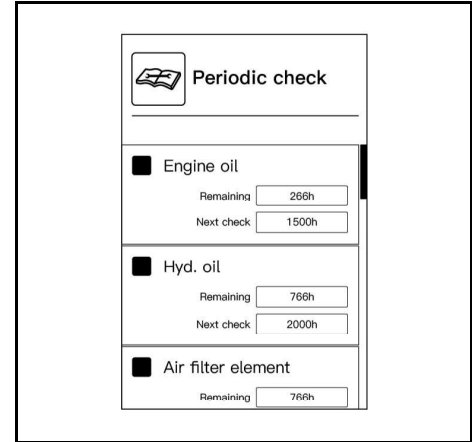 Periodic check
Engine oil
Remaining 266h
Next check 1500h
Hyd. oil
Remaining 766h
Next check 2000h
Air filter element
Remaining 766h